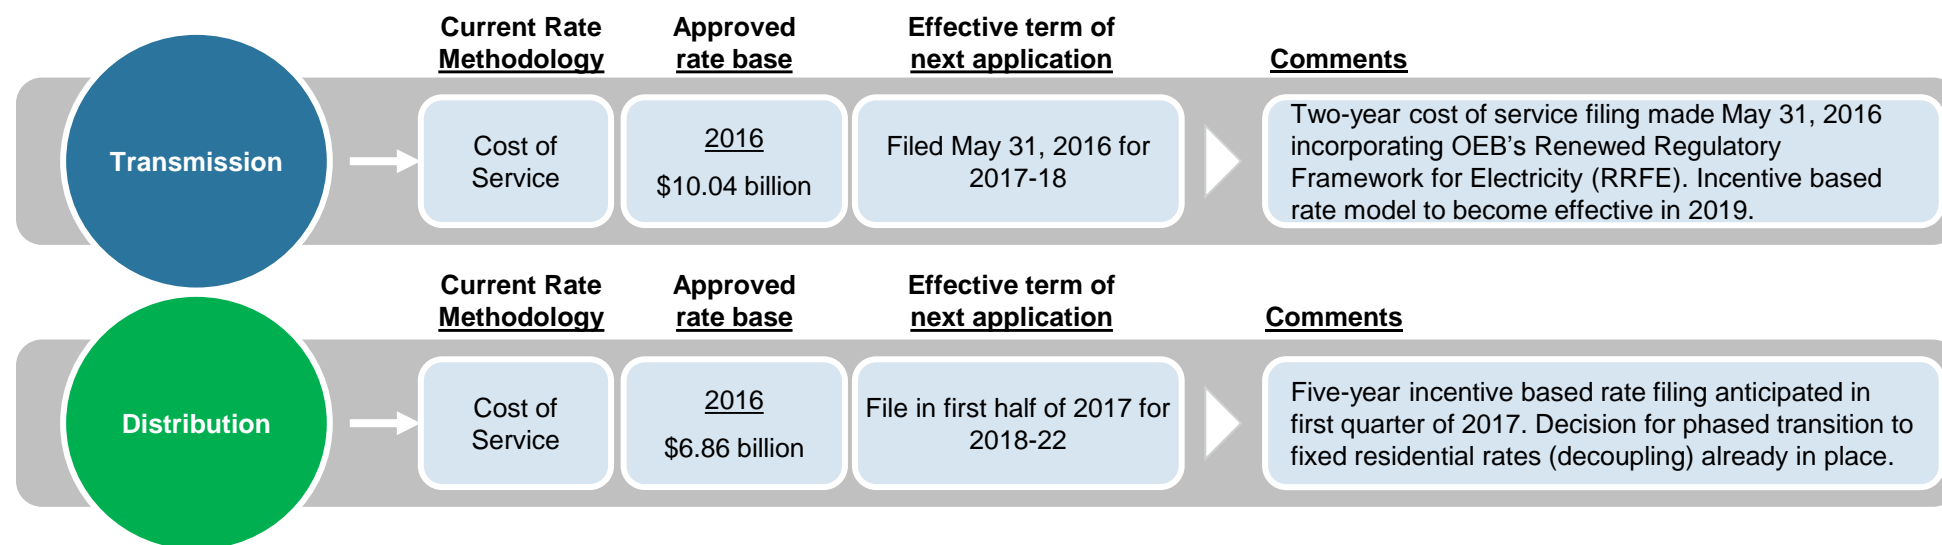 Current Rate
Methodology
Approved
rate base
Effective term of
next application
Comments
Transmission
Cost of
Service
2016
$10.04 billion
Filed May 31, 2016 for
2017-18
Two-year cost of service filing made May 31, 2016
incorporating OEB's Renewed Regulatory
Framework for Electricity (RRFE). Incentive based
rate model to become effective in 2019.
Current Rate
Methodology
Approved
rate base
Effective term of
next application
Comments
Distribution
Cost of
Service
2016
$6.86 billion
File in first half of 2017 for
2018-22
Five-year incentive based rate filing anticipated in
first quarter of 2017. Decision for phased transition to
fixed residential rates (decoupling) already in place.